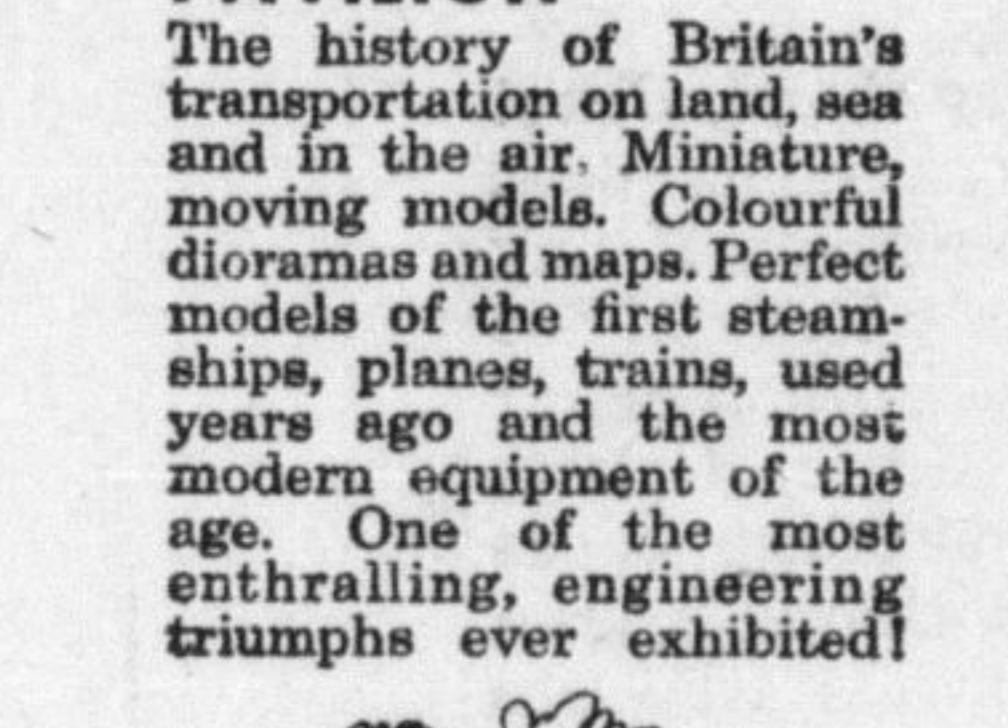 The history of Britain's
transportation on land, sea
and in the air. Miniature,
moving models. Colourful
dioramas and maps. Perfect
models of the first steam-
ships, planes, trains, used
years ago and the most
modern equipment of the
age. One of the most
enthralling, engineering
triumphs ever exhibited!